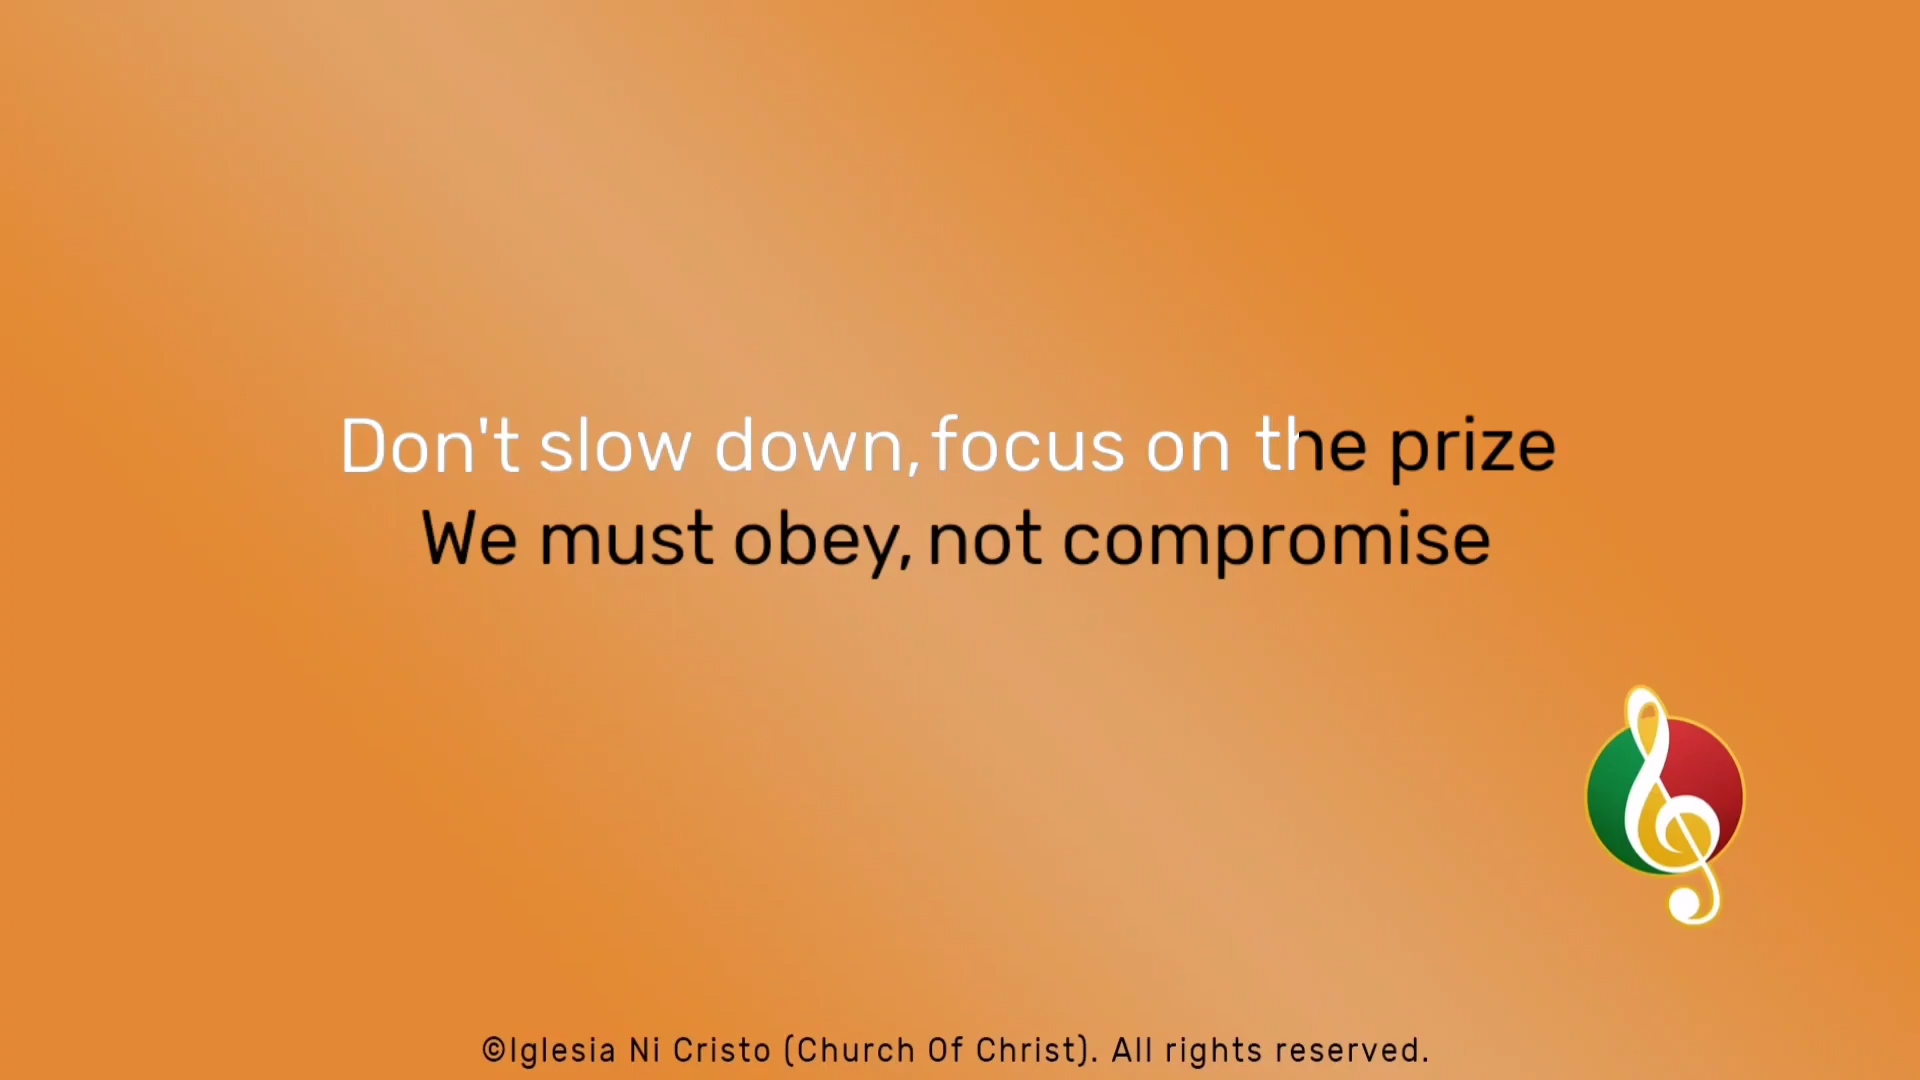 Don't slow down, focus on the prize
We must obey, not compromise
©Iglesia Ni Cristo (Church Of Christ). All rights reserved.